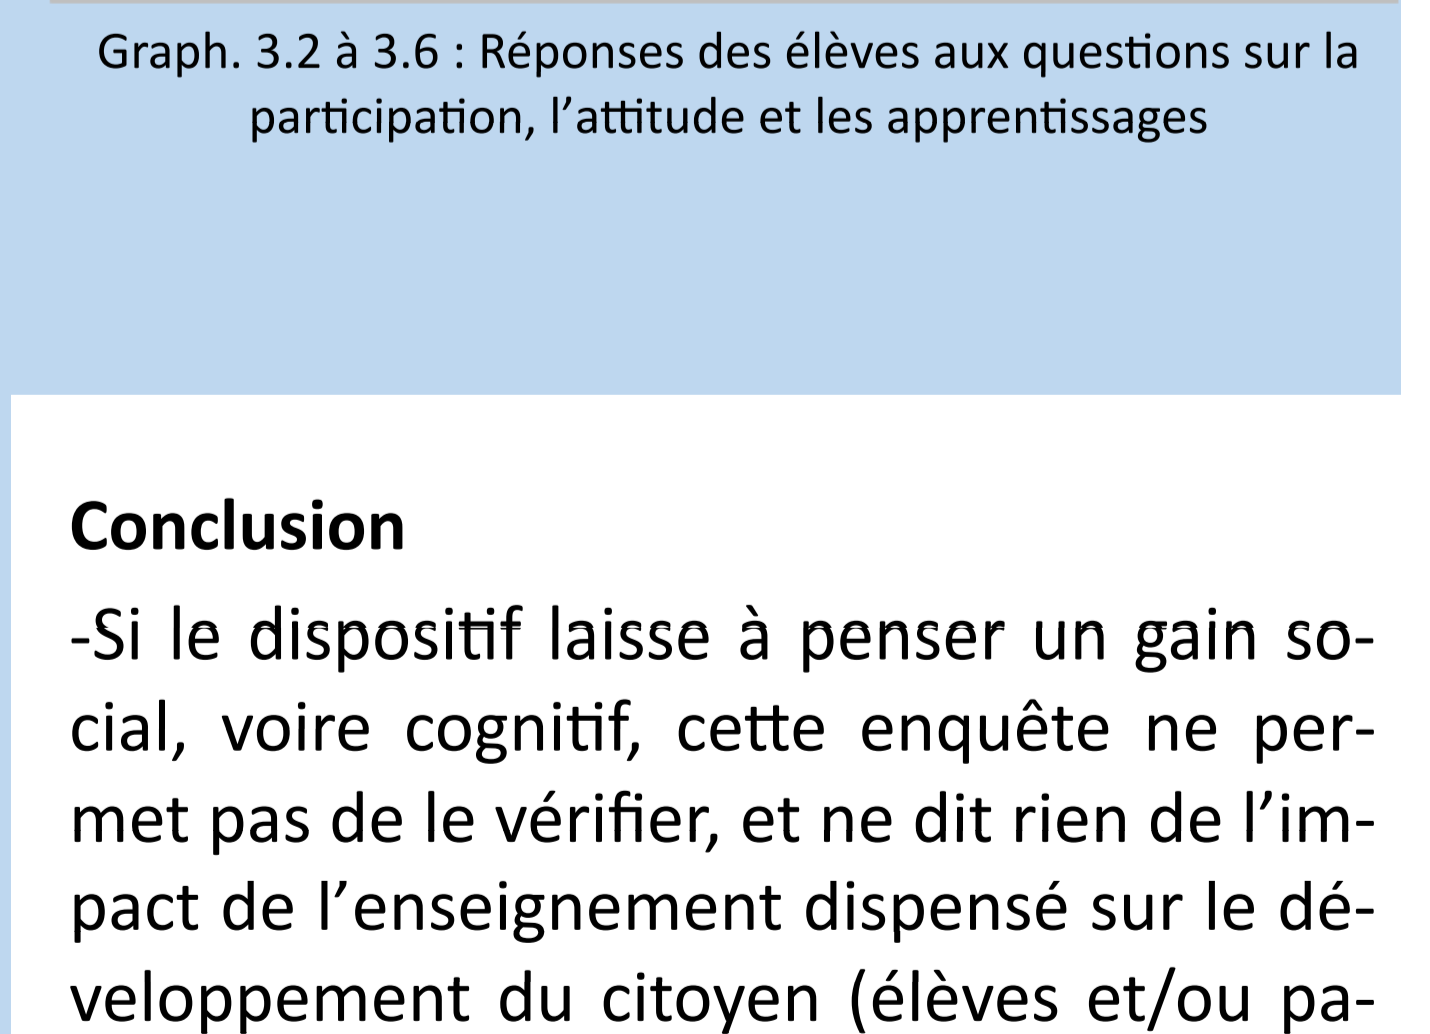 Graph. 3.2 à 3.6 : Réponses des élèves aux questions sur la
participation, l’attitude et les apprentissages
Conclusion
-Si le dispositif laisse à penser un gain so-
cial, voire cognitif, cette enquête ne per-
met pas de le vérifier, et ne dit rien de l’im-
pact de l’enseignement dispensé sur le dé-
veloppement du citoyen (élèves et/ou pa-